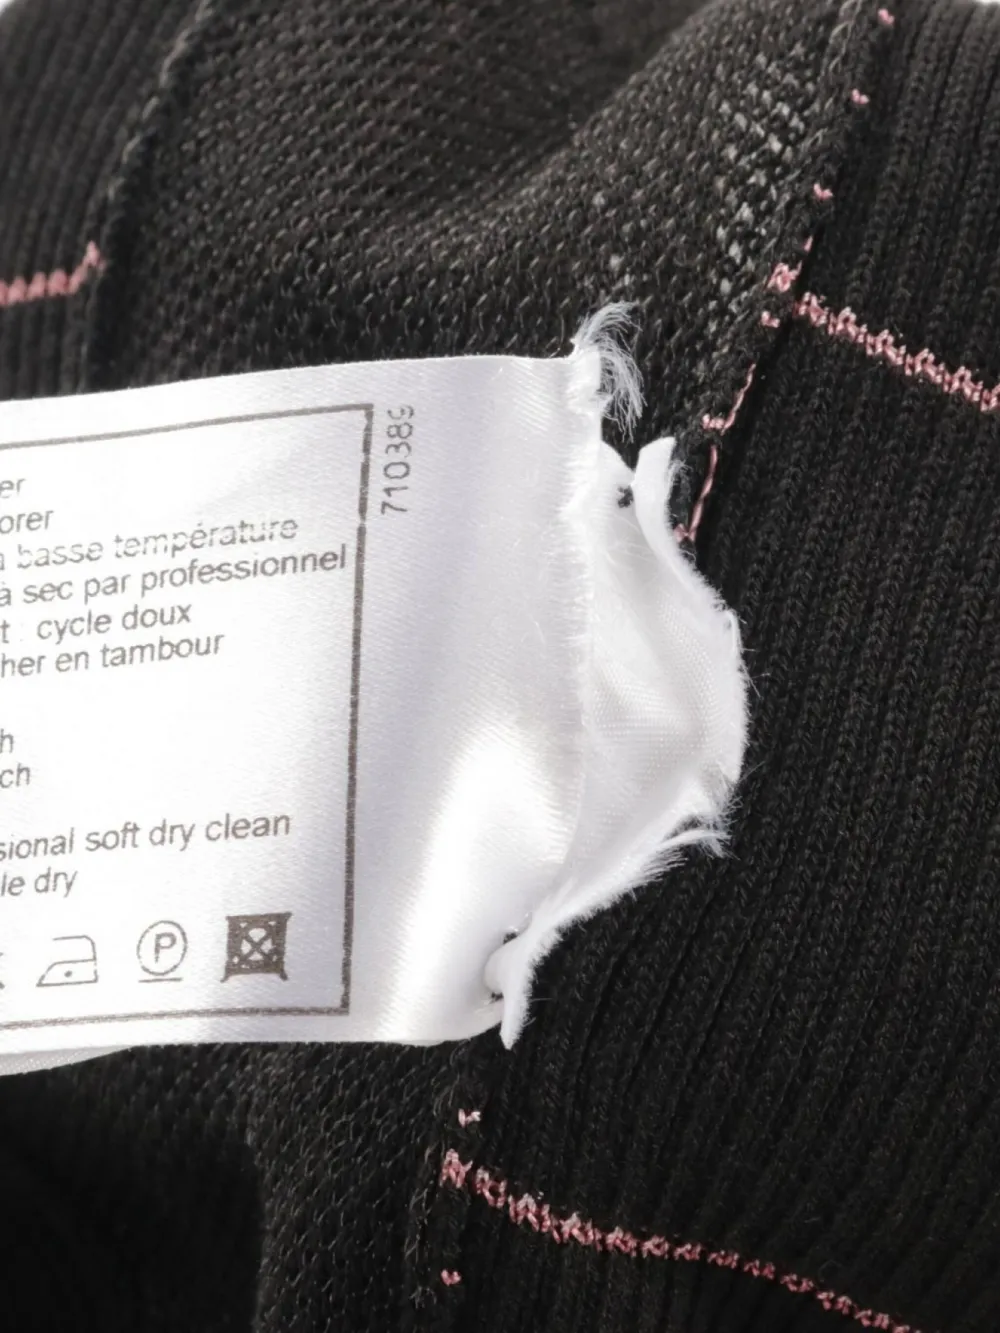 er
orer
à basse température
à sec par professionnel
t : cycle doux
her en tambour
h
ch
sional soft dry clean
le dry
P
710389